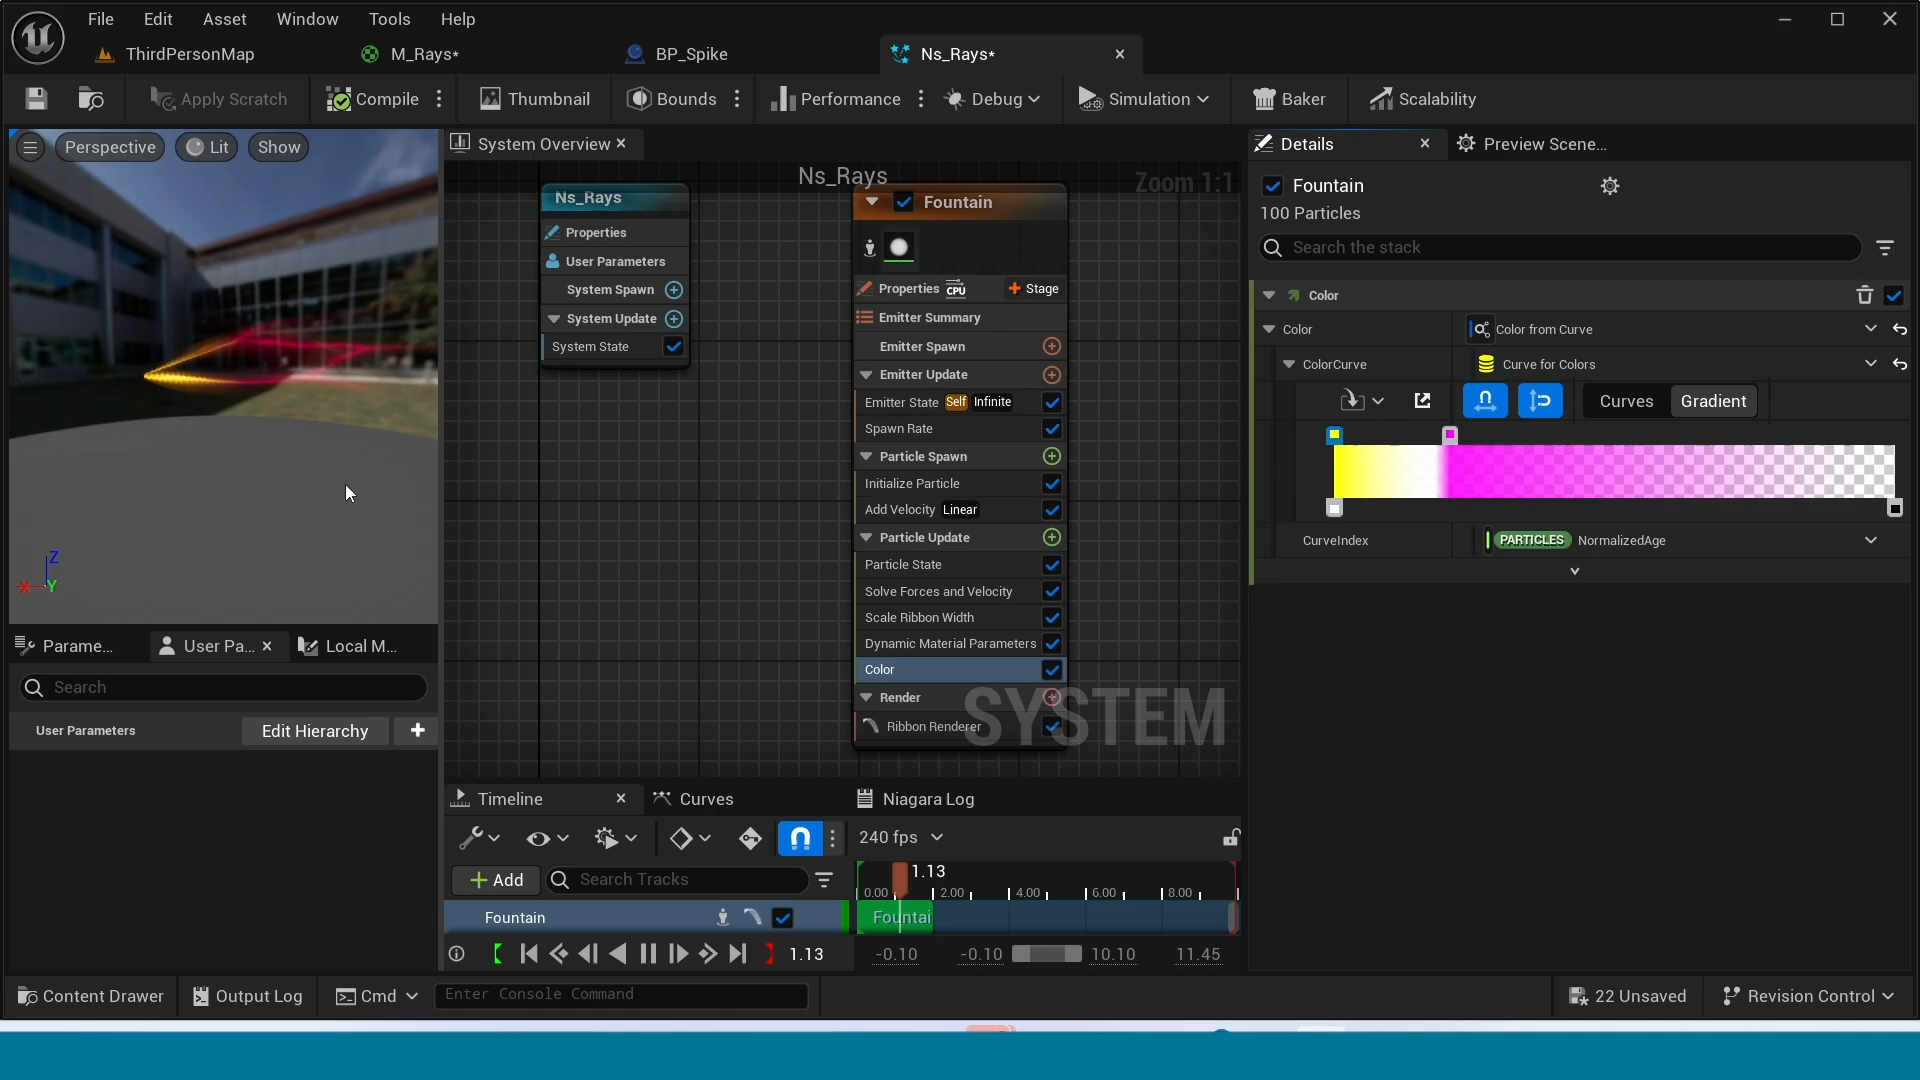 File Edit Asset Window Tools Help
ThirdPersonMap M_Rays* BP_Spike Ns_Rays*
Apply Scratch Compile Thumbnail Bounds Performance Debug Simulation Baker Scalability
Perspective Lit Show
System Overview
Ns_Rays
Zoom 1:1
Ns_Rays
Properties
User Parameters
System Spawn
System Update
System State
Fountain
Properties CPU Stage
Emitter Summary
Emitter Spawn
Emitter Update
Emitter State Self Infinite
Spawn Rate
Particle Spawn
Initialize Particle
Add Velocity Linear
Particle Update
Particle State
Solve Forces and Velocity
Scale Ribbon Width
Dynamic Material Parameters
Color
Render
Ribbon Renderer
SYSTEM
Details Preview Scene...
Fountain
100 Particles
Search the stack
Color
Color Color from Curve
ColorCurve Curve for Colors
Curves Gradient
CurveIndex PARTICLES NormalizedAge
X Y Z
Parame... User Pa... Local M...
Search
User Parameters Edit Hierarchy
Timeline Curves Niagara Log
240 fps
Add Search Tracks
1.13
0.00 2.00 4.00 6.00 8.00
Fountain Fountai
1.13 -0.10 -0.10 10.10 11.45
Content Drawer Output Log Cmd Enter Console Command 22 Unsaved Revision Control